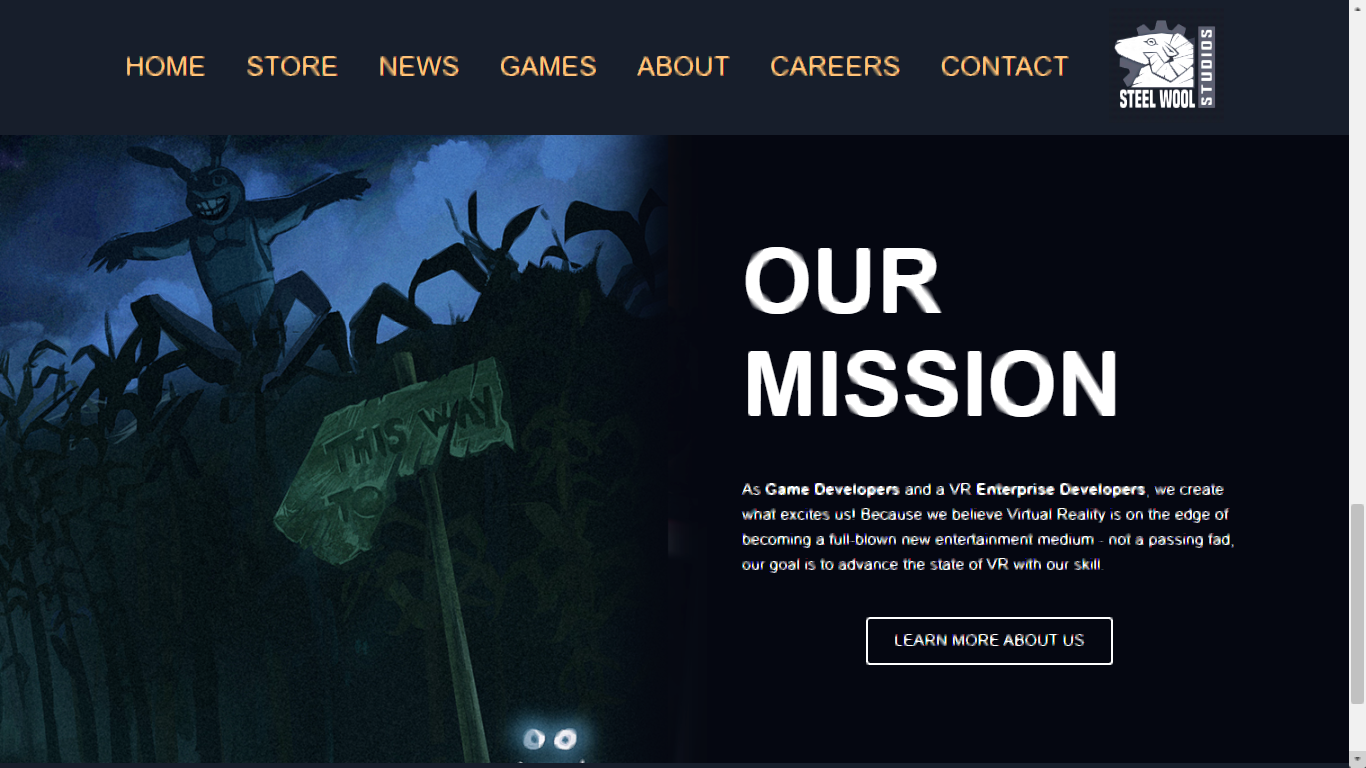 HOME STORE NEWS GAMES ABOUT CAREERS CONTACT
STEEL WOOL
STUDIOS
THIS WAY
TO
OUR
MISSION
As Game Developers and a VR Enterprise Developers, we create
what excites us! Because we believe Virtual Reality is on the edge of
becoming a full-blown new entertainment medium - not a passing fad,
our goal is to advance the state of VR with our skill.
LEARN MORE ABOUT US